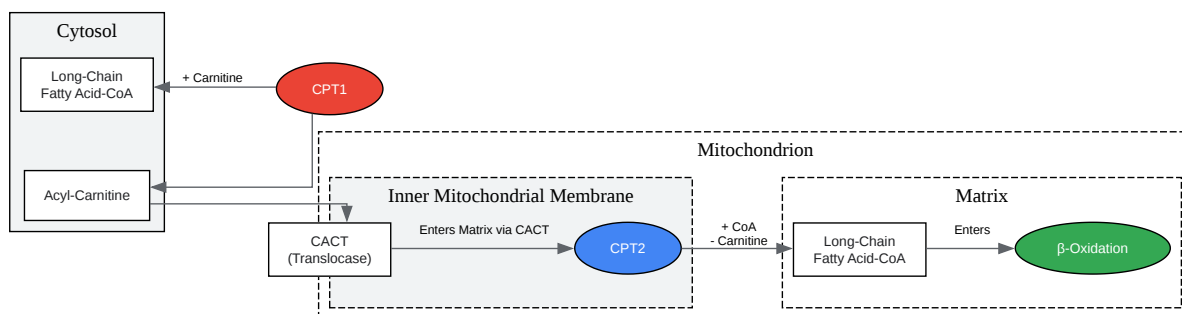 Cytosol
Long-Chain
Fatty Acid-CoA
+ Carnitine
CPT1
Acyl-Carnitine
Mitochondrion
Inner Mitochondrial Membrane
CACT
(Translocase)
Enters Matrix via CACT
CPT2
+ CoA
- Carnitine
Matrix
Long-Chain
Fatty Acid-CoA
Enters
β-Oxidation